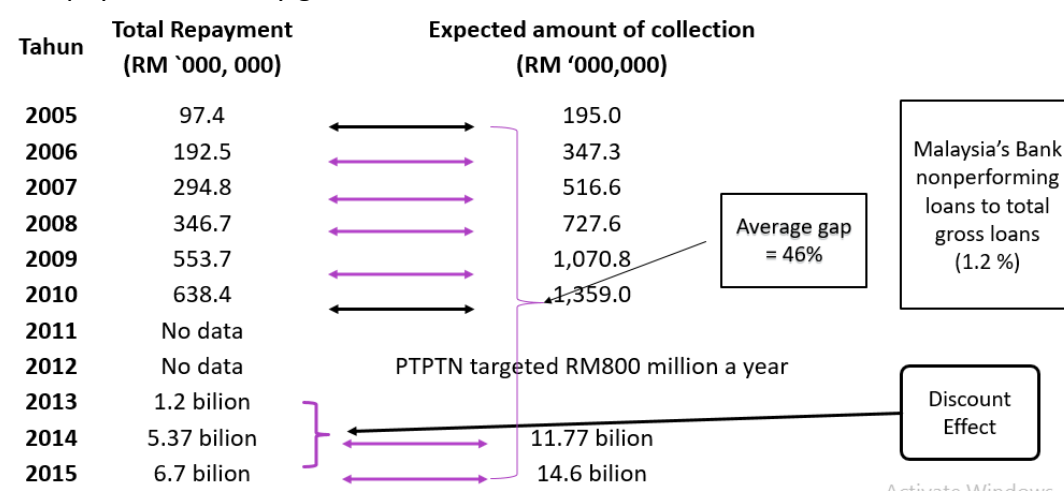 Tahun
Total Repayment
(RM `000, 000)
Expected amount of collection
(RM ‘000,000)
2005 97.4 195.0
2006 192.5 347.3
2007 294.8 516.6
2008 346.7 727.6
2009 553.7 1,070.8
2010 638.4 1,359.0
2011 No data
2012 No data PTPTN targeted RM800 million a year
2013 1.2 bilion
2014 5.37 bilion 11.77 bilion
2015 6.7 bilion 14.6 bilion
Average gap
= 46%
Malaysia’s Bank
nonperforming
loans to total
gross loans
(1.2 %)
Discount
Effect
Activate Windows